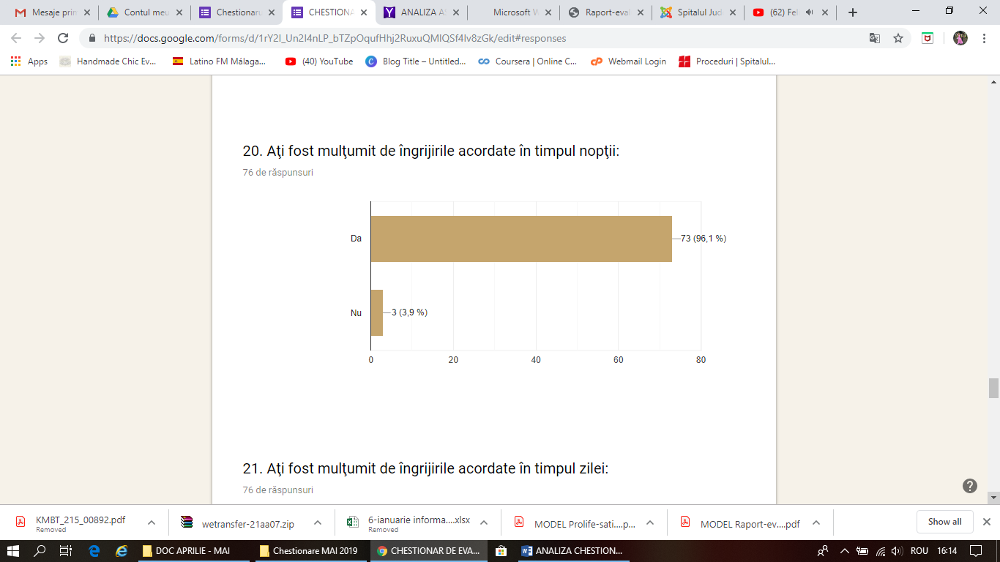 Mesaje prin
Contul meu
Chestionaru
CHESTIONA
ANALIZA AS
Microsoft W
Raport-eval
Spitalul Jude
(62) Fel
https://docs.google.com/forms/d/1rY2I_Un2I4nLP_bTZpOqufHhj2RuxuQMlQSf4Iv8zGk/edit#responses
Apps
Handmade Chic Ev...
Latino FM Málaga...
(40) YouTube
Blog Title – Untitled...
Coursera | Online C...
Webmail Login
Proceduri | Spitalul...
20. Aţi fost mulţumit de îngrijirile acordate în timpul nopţii:
76 de răspunsuri
Da
73 (96,1 %)
Nu
3 (3,9 %)
0 20 40 60 80
21. Aţi fost mulţumit de îngrijirile acordate în timpul zilei:
76 de răspunsuri
KMBT_215_00892.pdf
Removed
wetransfer-21aa07.zip
6-ianuarie informa....xlsx
Removed
MODEL Prolife-sati....p...
MODEL Raport-ev....pdf
Show all
DOC APRILIE - MAI
Chestionare MAI 2019
CHESTIONAR DE EVA...
ANALIZA CHESTION...
ROU
16:14